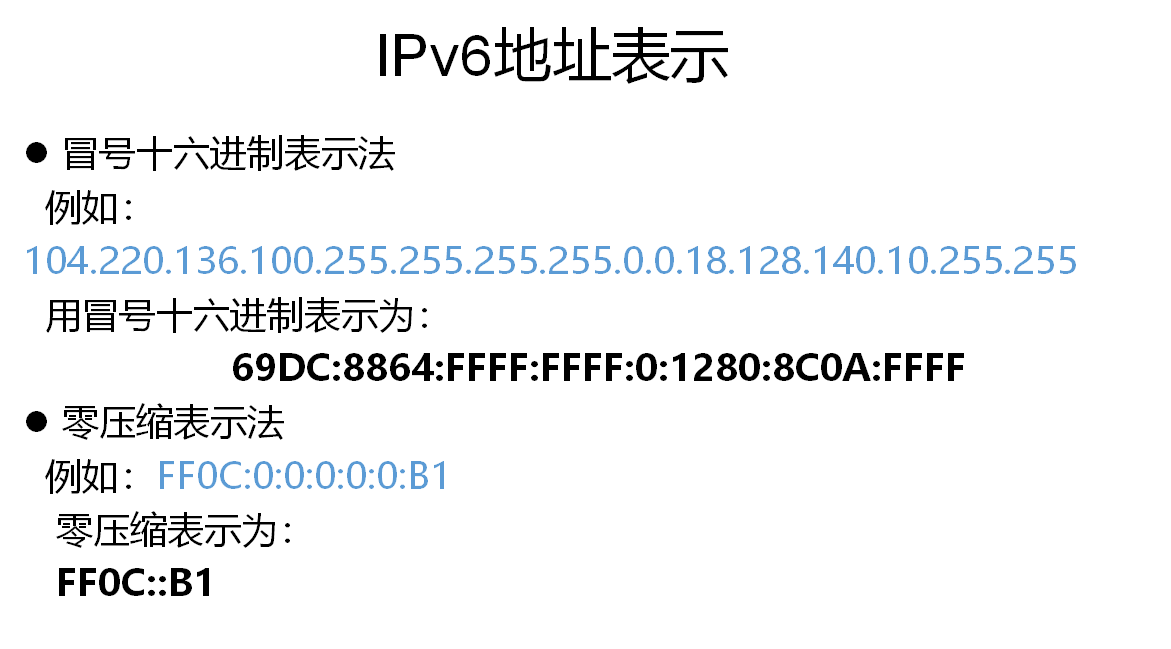 IPv6地址表示
● 冒号十六进制表示法
例如：
104.220.136.100.255.255.255.255.0.0.18.128.140.10.255.255
用冒号十六进制表示为：
69DC:8864:FFFF:FFFF:0:1280:8C0A:FFFF
● 零压缩表示法
例如：FF0C:0:0:0:0:0:B1
零压缩表示为：
FF0C::B1